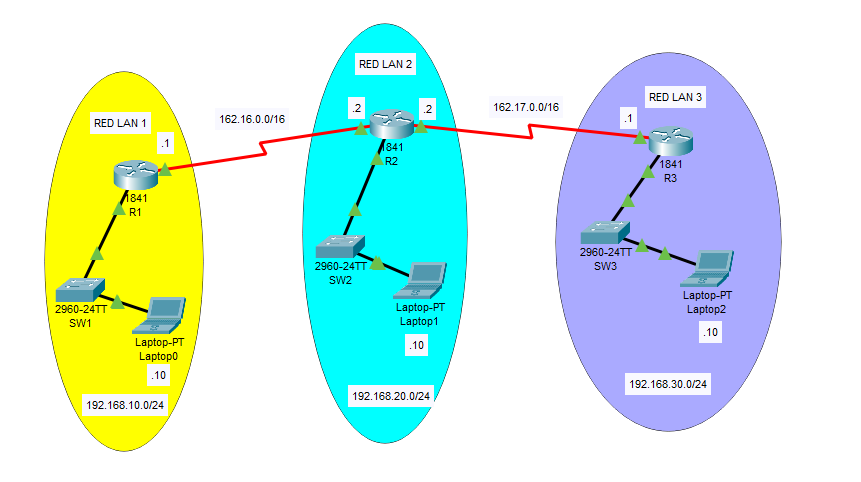 RED LAN 1
.1
1841
R1
2960-24TT
SW1
Laptop-PT
Laptop0
.10
192.168.10.0/24
162.16.0.0/16
RED LAN 2
.2
.2
1841
R2
2960-24TT
SW2
Laptop-PT
Laptop1
.10
192.168.20.0/24
162.17.0.0/16
RED LAN 3
.1
1841
R3
2960-24TT
SW3
Laptop-PT
Laptop2
.10
192.168.30.0/24